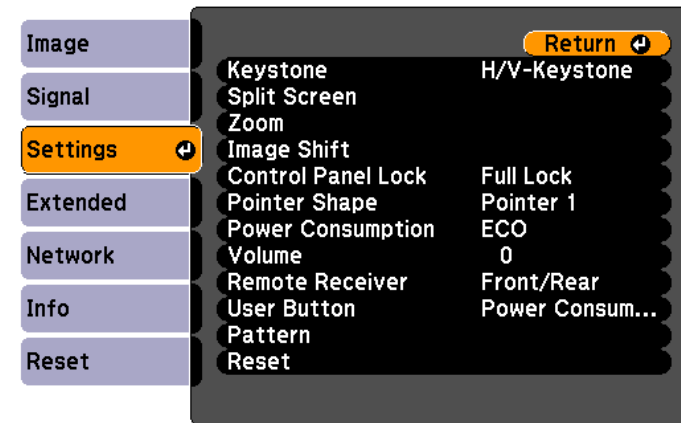 Image
Signal
Settings
Extended
Network
Info
Reset
Return
Keystone H/V-Keystone
Split Screen
Zoom
Image Shift
Control Panel Lock Full Lock
Pointer Shape Pointer 1
Power Consumption ECO
Volume 0
Remote Receiver Front/Rear
User Button Power Consum...
Pattern
Reset